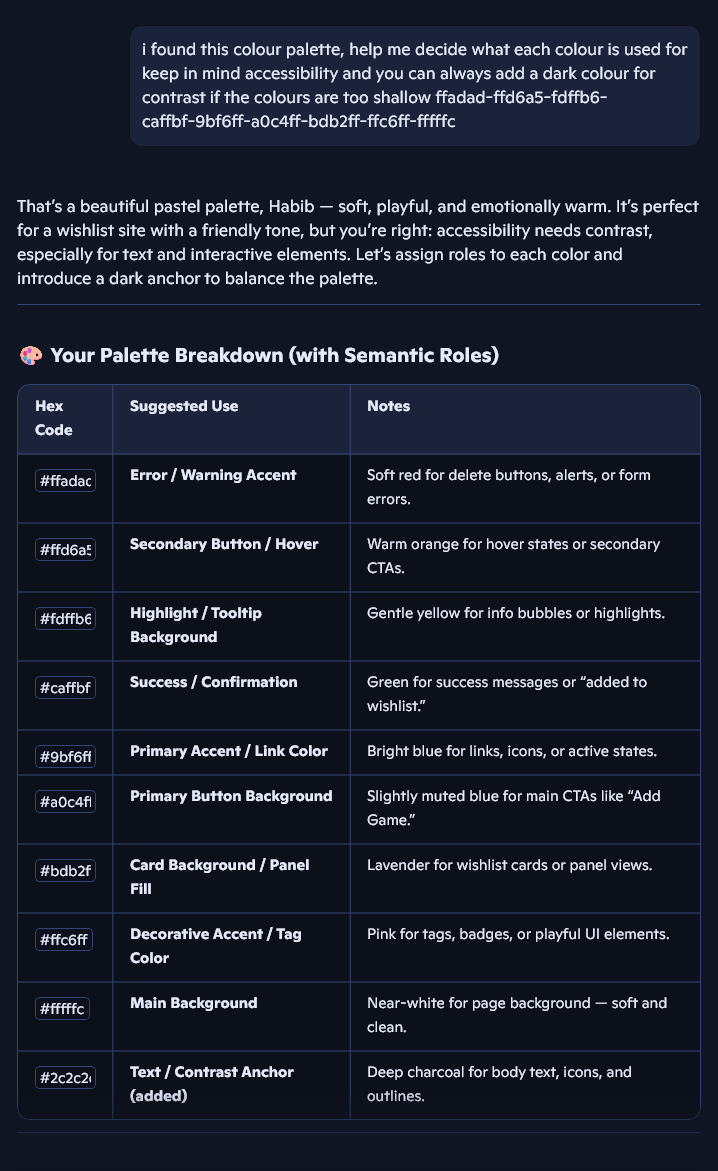 i found this colour palette, help me decide what each colour is used for
keep in mind accessibility and you can always add a dark colour for
contrast if the colours are too shallow ffadad-ffd6a5-fdffb6-
caffbf-9bf6ff-a0c4ff-bdb2ff-ffc6ff-fffffc
That's a beautiful pastel palette, Habib — soft, playful, and emotionally warm. It's perfect
for a wishlist site with a friendly tone, but you're right: accessibility needs contrast,
especially for text and interactive elements. Let's assign roles to each color and
introduce a dark anchor to balance the palette.
🎨 Your Palette Breakdown (with Semantic Roles)
Hex
Code
Suggested Use
Notes
#ffadad
Error / Warning Accent
Soft red for delete buttons, alerts, or form
errors.
#ffd6a5
Secondary Button / Hover
Warm orange for hover states or secondary
CTAs.
#fdffb6
Highlight / Tooltip
Background
Gentle yellow for info bubbles or highlights.
#caffbf
Success / Confirmation
Green for success messages or “added to
wishlist.”
#9bf6ff
Primary Accent / Link Color
Bright blue for links, icons, or active states.
#a0c4ff
Primary Button Background
Slightly muted blue for main CTAs like “Add
Game.”
#bdb2f
Card Background / Panel
Fill
Lavender for wishlist cards or panel views.
#ffc6ff
Decorative Accent / Tag
Color
Pink for tags, badges, or playful UI elements.
#fffffc
Main Background
Near-white for page background — soft and
clean.
#2c2c2
Text / Contrast Anchor
(added)
Deep charcoal for body text, icons, and
outlines.